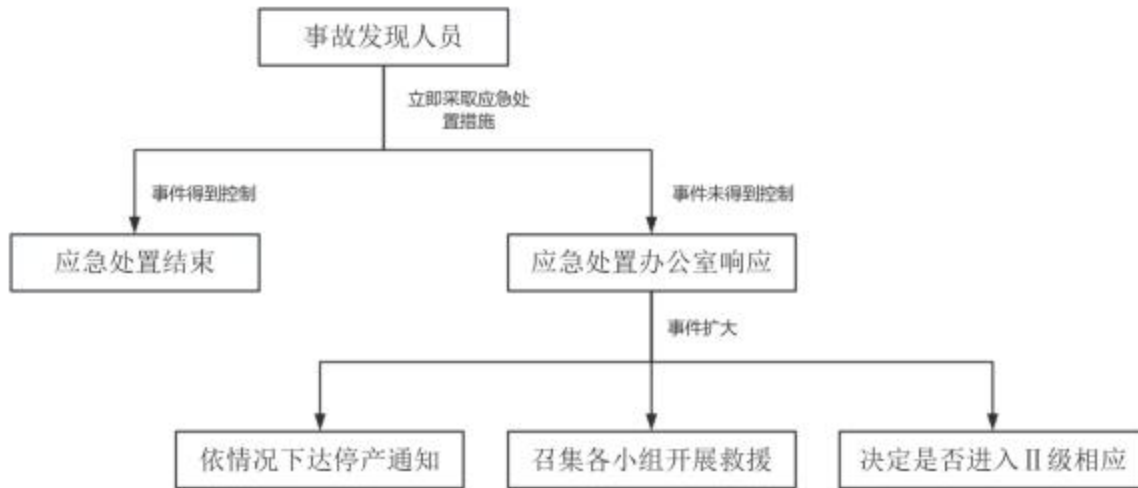 事故发现人员
立即采取应急处
置措施
事件得到控制
事件未得到控制
应急处置结束
应急处置办公室响应
事件扩大
依情况下达停产通知
召集各小组开展救援
决定是否进入Ⅱ级相应